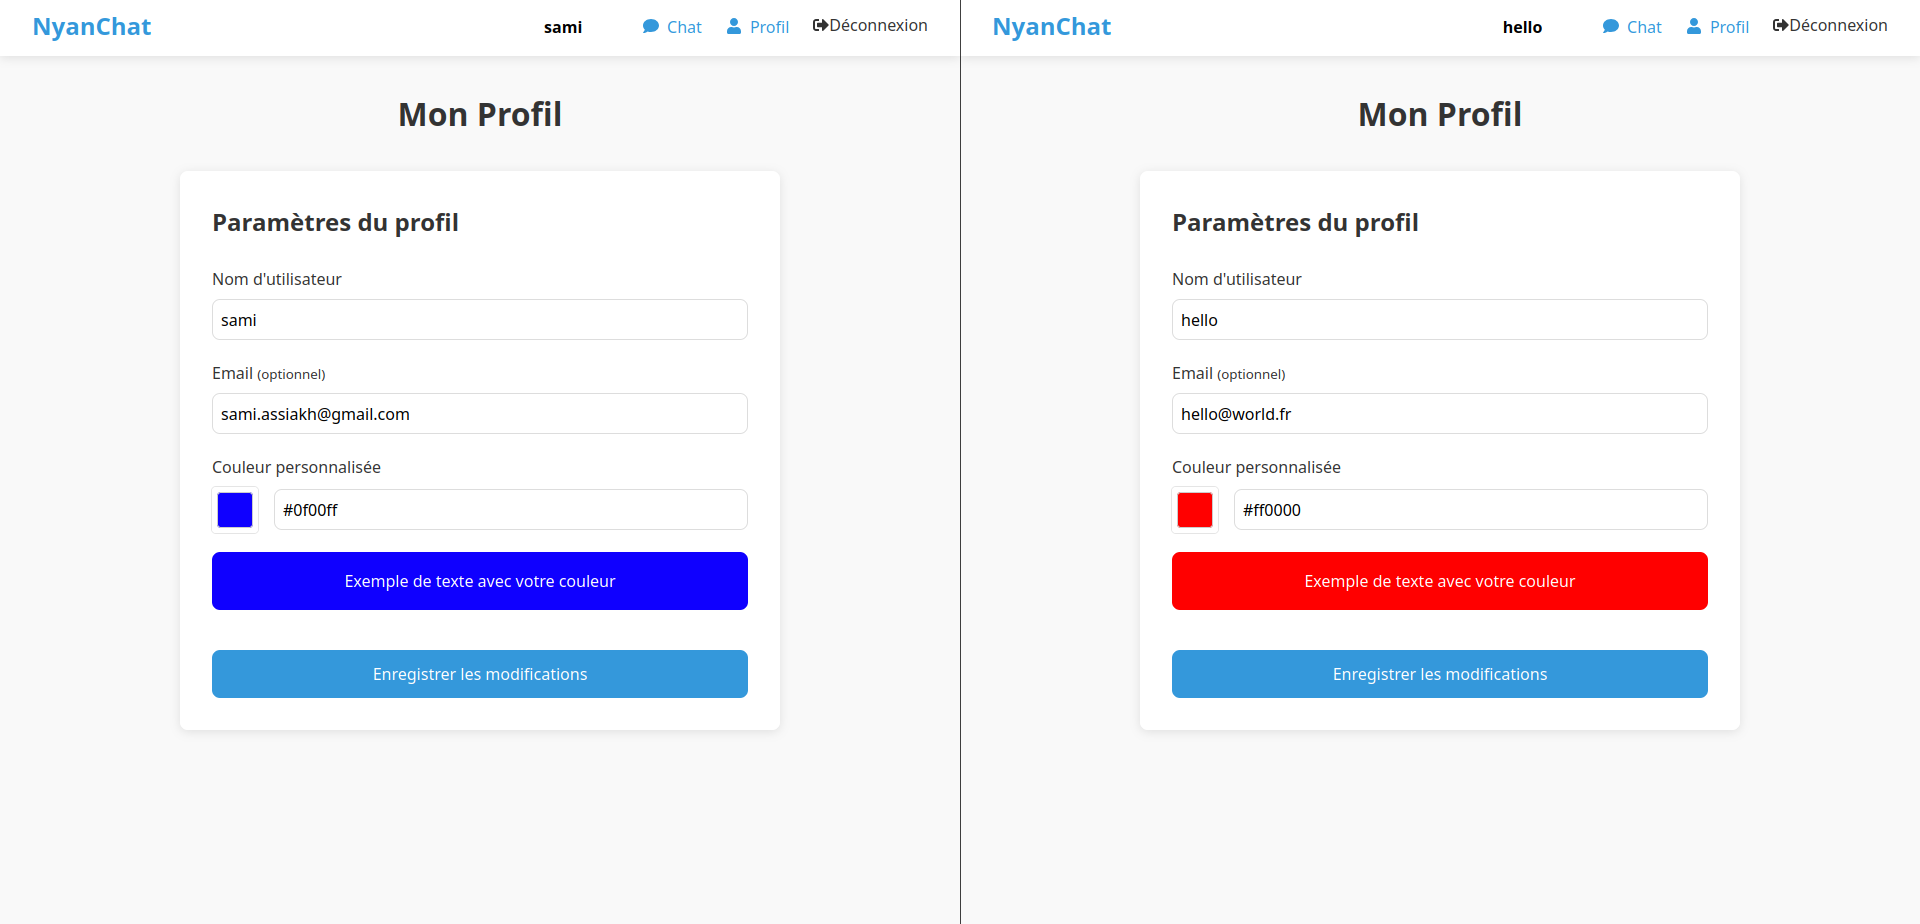 NyanChat
sami
Chat
Profil
Déconnexion
Mon Profil
Paramètres du profil
Nom d'utilisateur
sami
Email (optionnel)
sami.assiakh@gmail.com
Couleur personnalisée
#0f00ff
Exemple de texte avec votre couleur
Enregistrer les modifications
NyanChat
hello
Chat
Profil
Déconnexion
Mon Profil
Paramètres du profil
Nom d'utilisateur
hello
Email (optionnel)
hello@world.fr
Couleur personnalisée
#ff0000
Exemple de texte avec votre couleur
Enregistrer les modifications